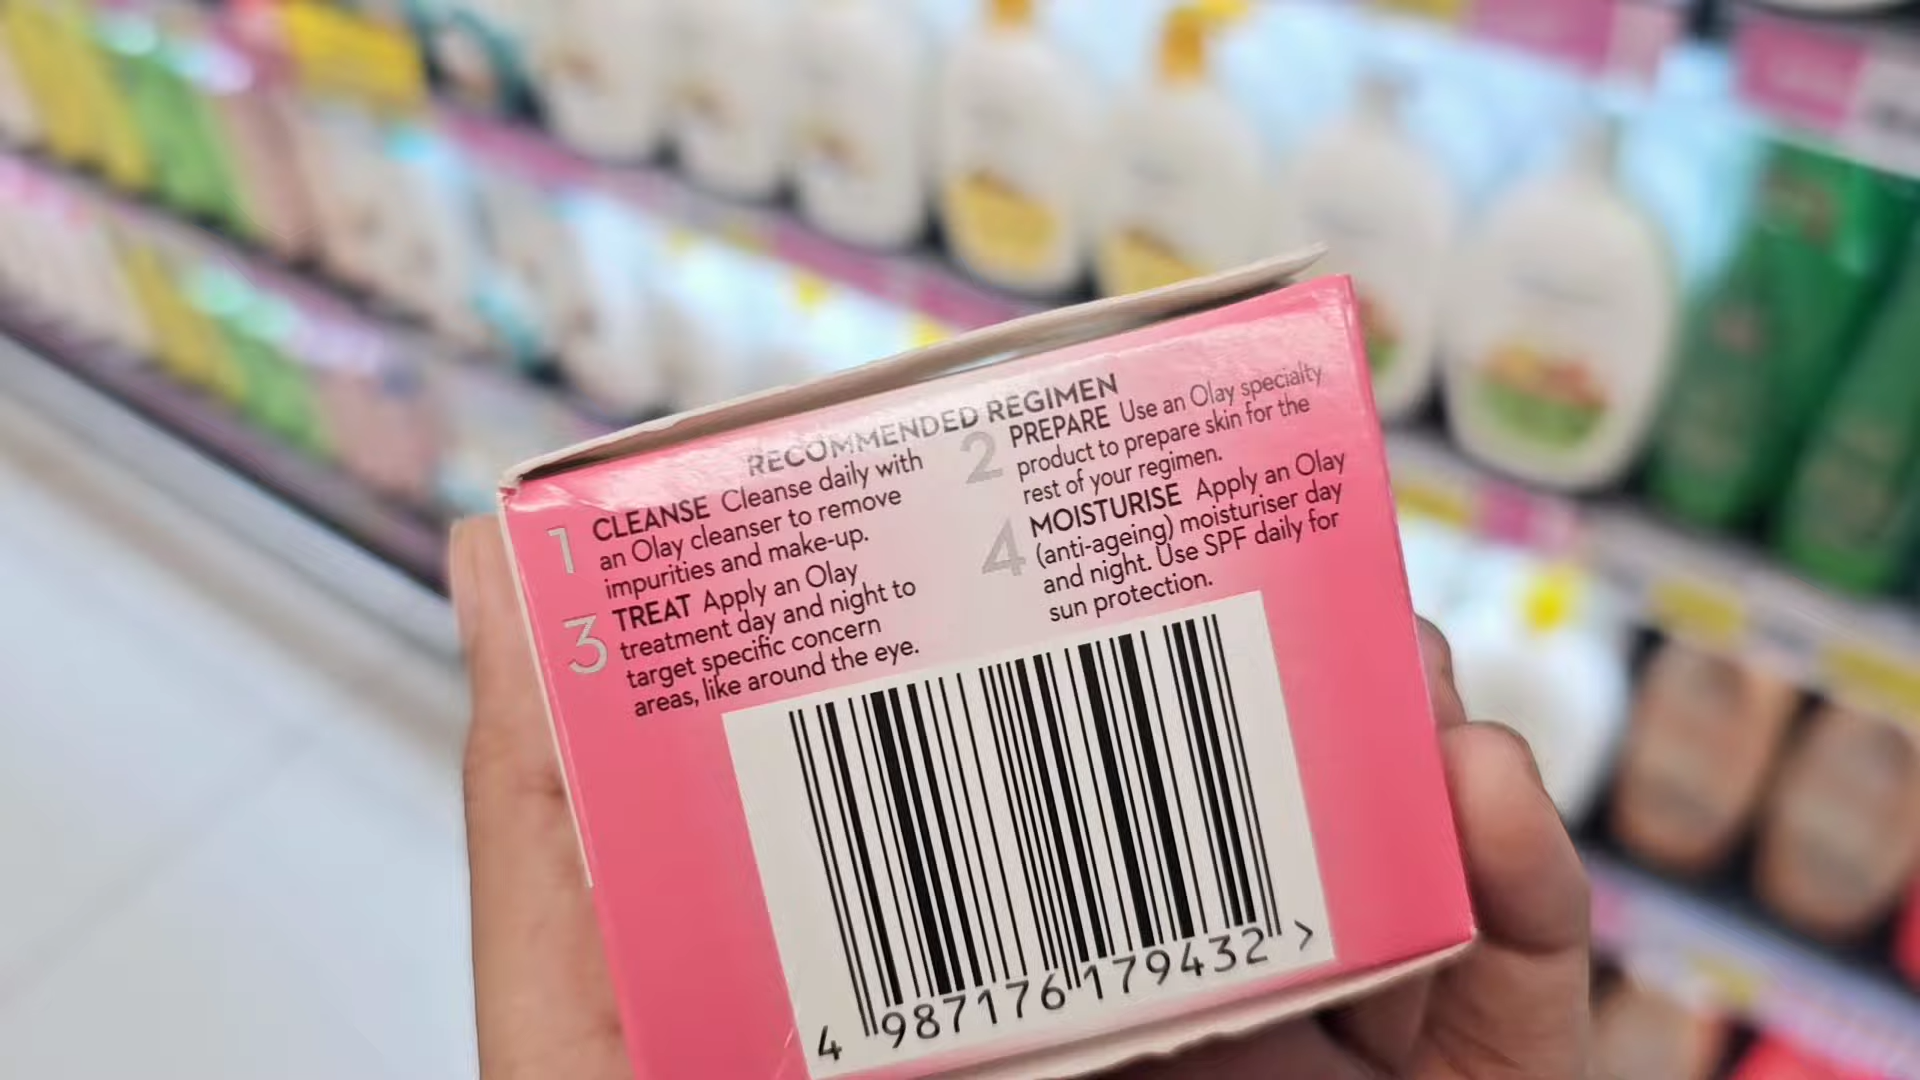 RECOMMENDED REGIMEN
1 CLEANSE Cleanse daily with
an Olay cleanser to remove
impurities and make-up.
2 PREPARE Use an Olay specialty
product to prepare skin for the
rest of your regimen.
3 TREAT Apply an Olay
treatment day and night to
target specific concern
areas, like around the eye.
4 MOISTURISE Apply an Olay
(anti-ageing) moisturiser day
and night. Use SPF daily for
sun protection.
4 987176 179432 >